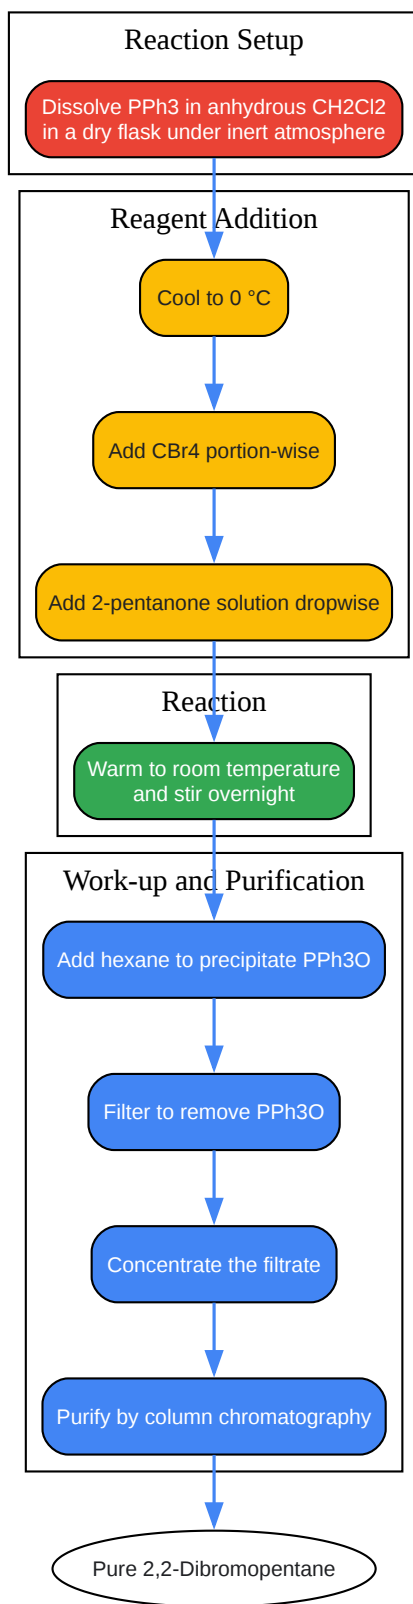 Reaction Setup
Dissolve PPh3 in anhydrous CH2Cl2
in a dry flask under inert atmosphere
Reagent Addition
Cool to 0 °C
Add CBr4 portion-wise
Add 2-pentanone solution dropwise
Reaction
Warm to room temperature
and stir overnight
Work-up and Purification
Add hexane to precipitate PPh3O
Filter to remove PPh3O
Concentrate the filtrate
Purify by column chromatography
Pure 2,2-Dibromopentane